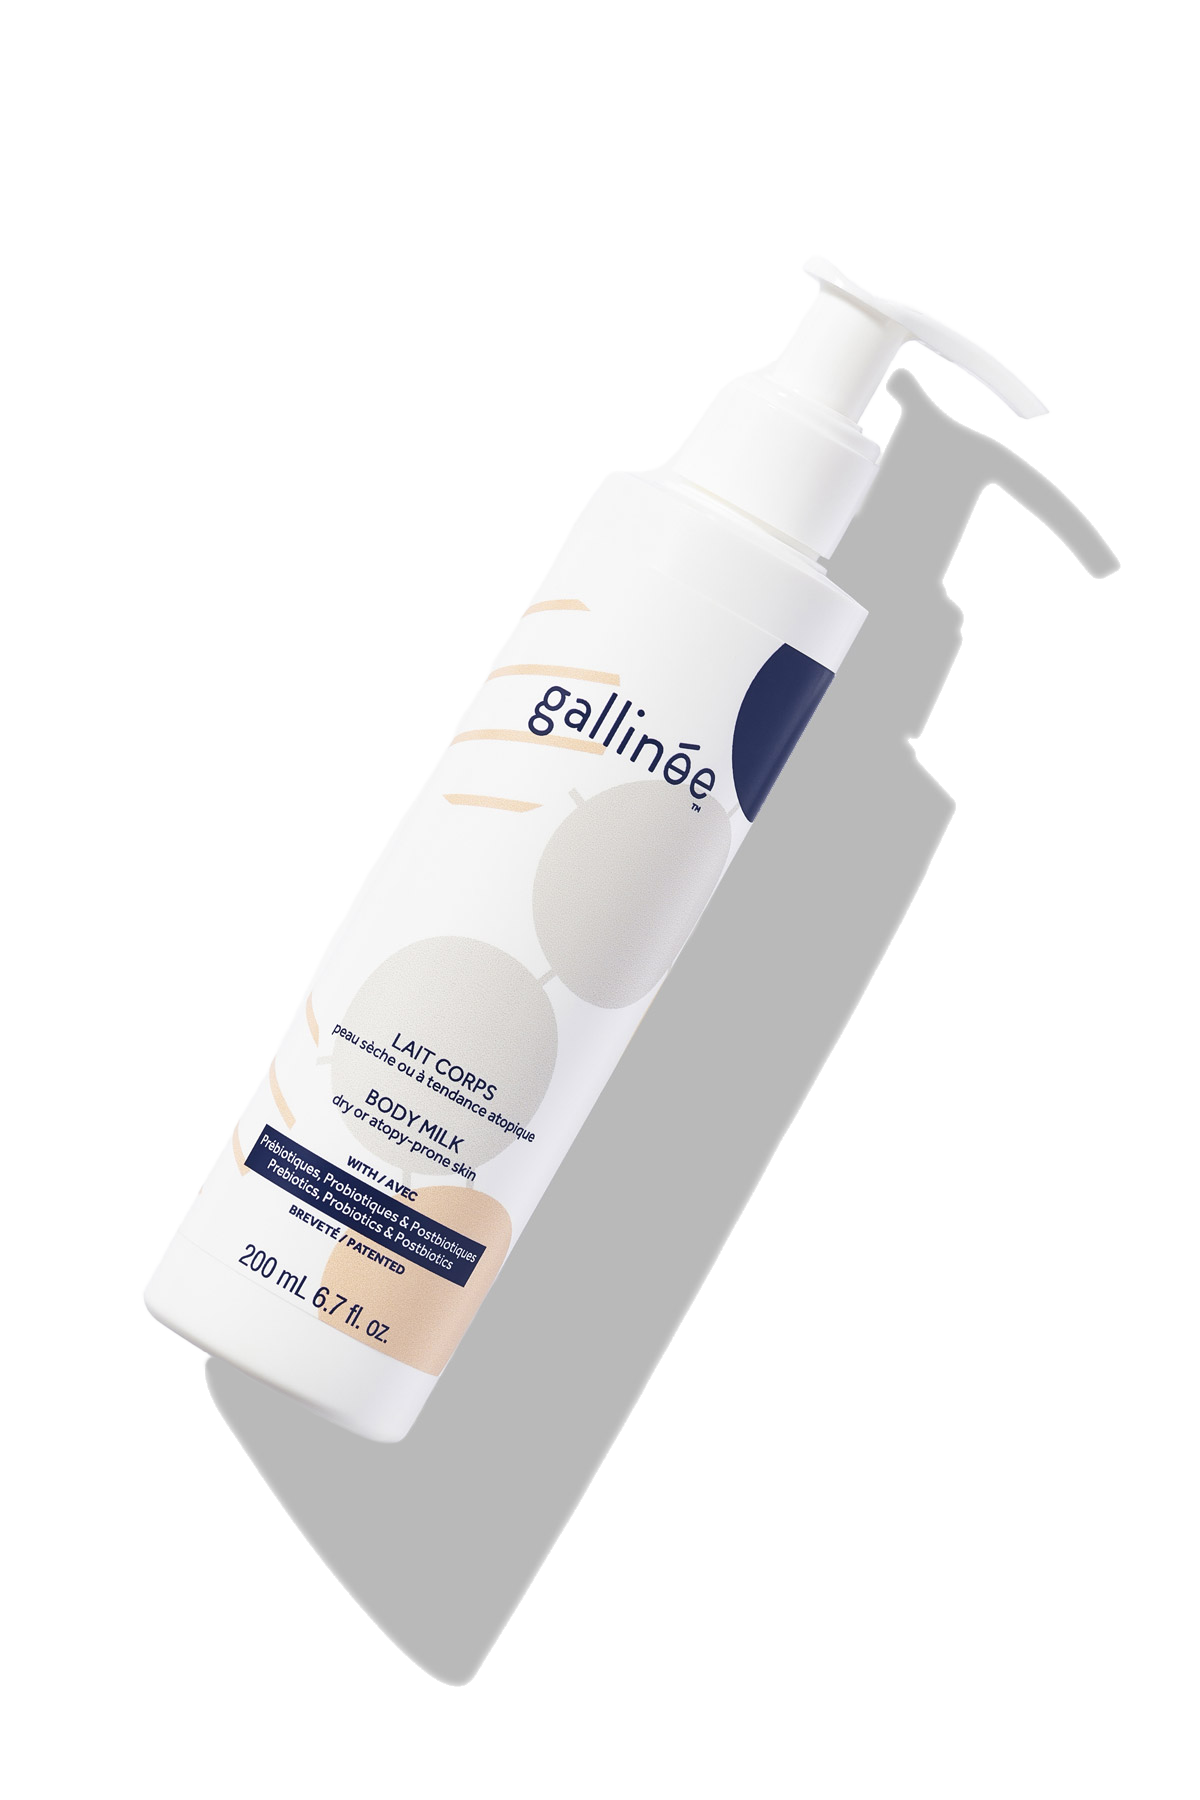 gallinée
TM
LAIT CORPS
peau sèche ou à tendance atopique
BODY MILK
dry or atopy-prone skin
WITH / AVEC
Prébiotiques, Probiotiques & Postbiotiques
Prebiotics, Probiotics & Postbiotics
BREVETÉ / PATENTED
200 mL 6.7 fl. oz.